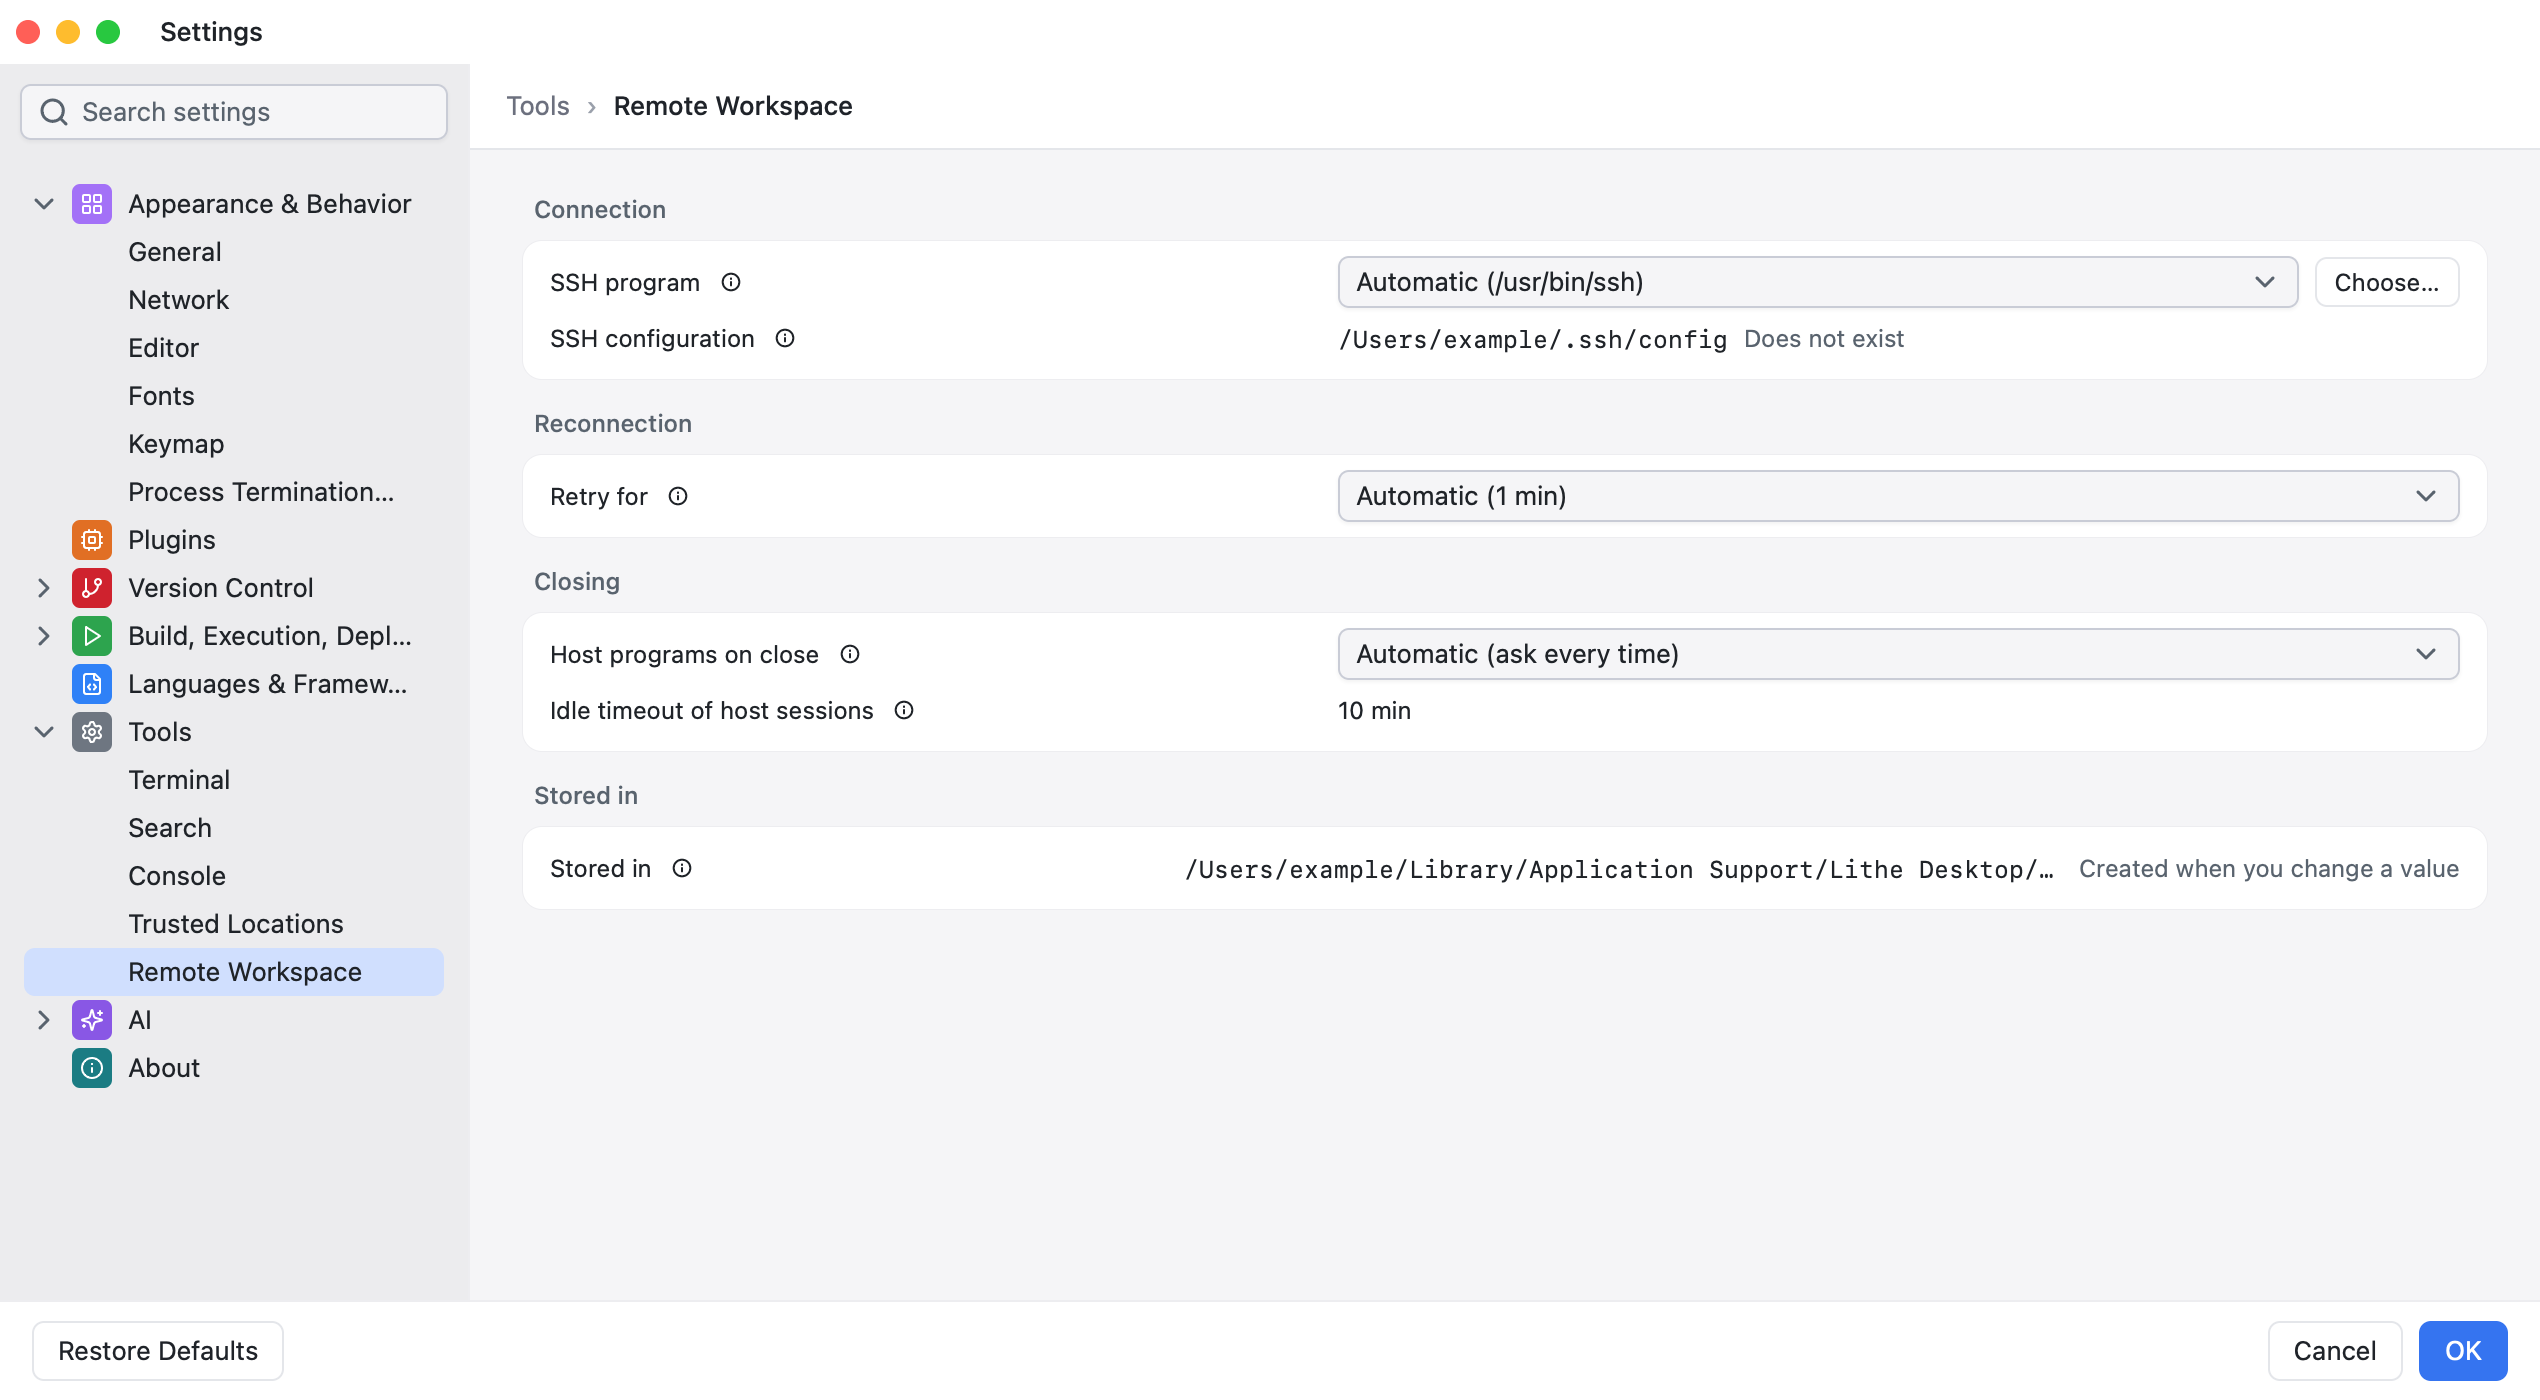 Settings
Search settings
Appearance & Behavior
General
Network
Editor
Fonts
Keymap
Process Termination...
Plugins
Version Control
Build, Execution, Depl...
Languages & Framew...
Tools
Terminal
Search
Console
Trusted Locations
Remote Workspace
AI
About
Tools › Remote Workspace
Connection
SSH program Automatic (/usr/bin/ssh) Choose...
SSH configuration /Users/example/.ssh/config Does not exist
Reconnection
Retry for Automatic (1 min)
Closing
Host programs on close Automatic (ask every time)
Idle timeout of host sessions 10 min
Stored in
Stored in /Users/example/Library/Application Support/Lithe Desktop/… Created when you change a value
Restore Defaults Cancel OK